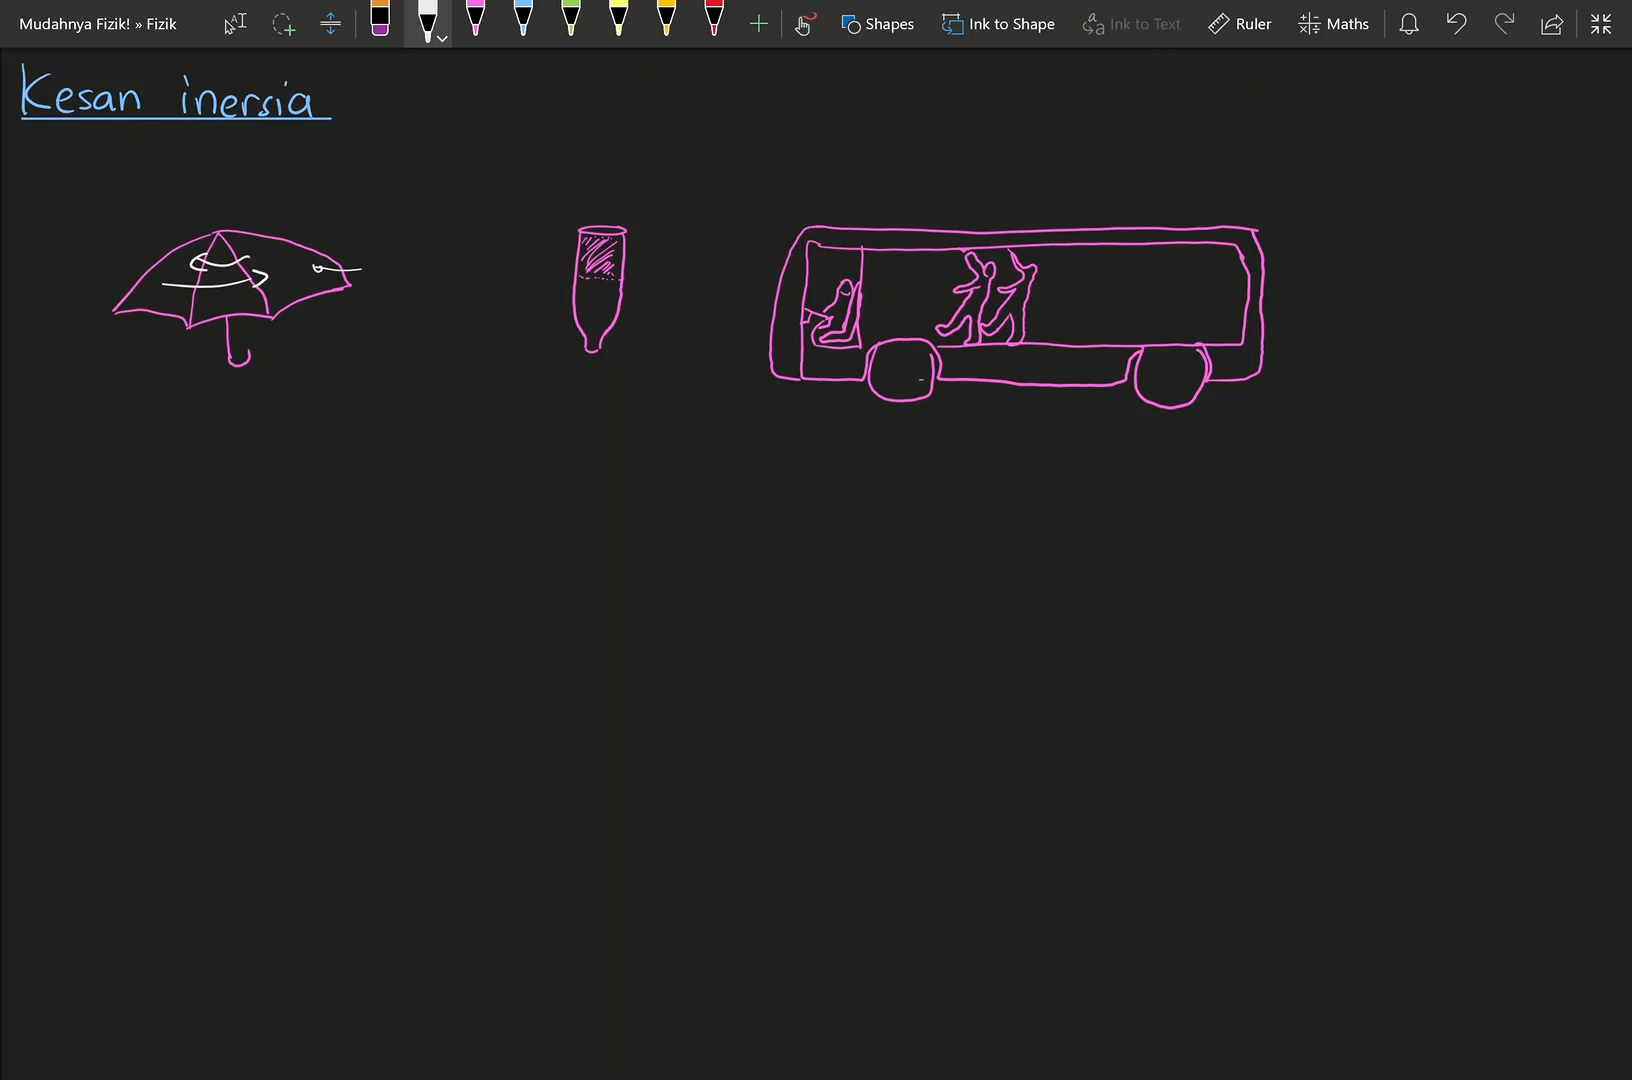 Mudahnya Fizik! » Fizik
Shapes
Ink to Shape
Ink to Text
Ruler
Maths
Kesan inersia